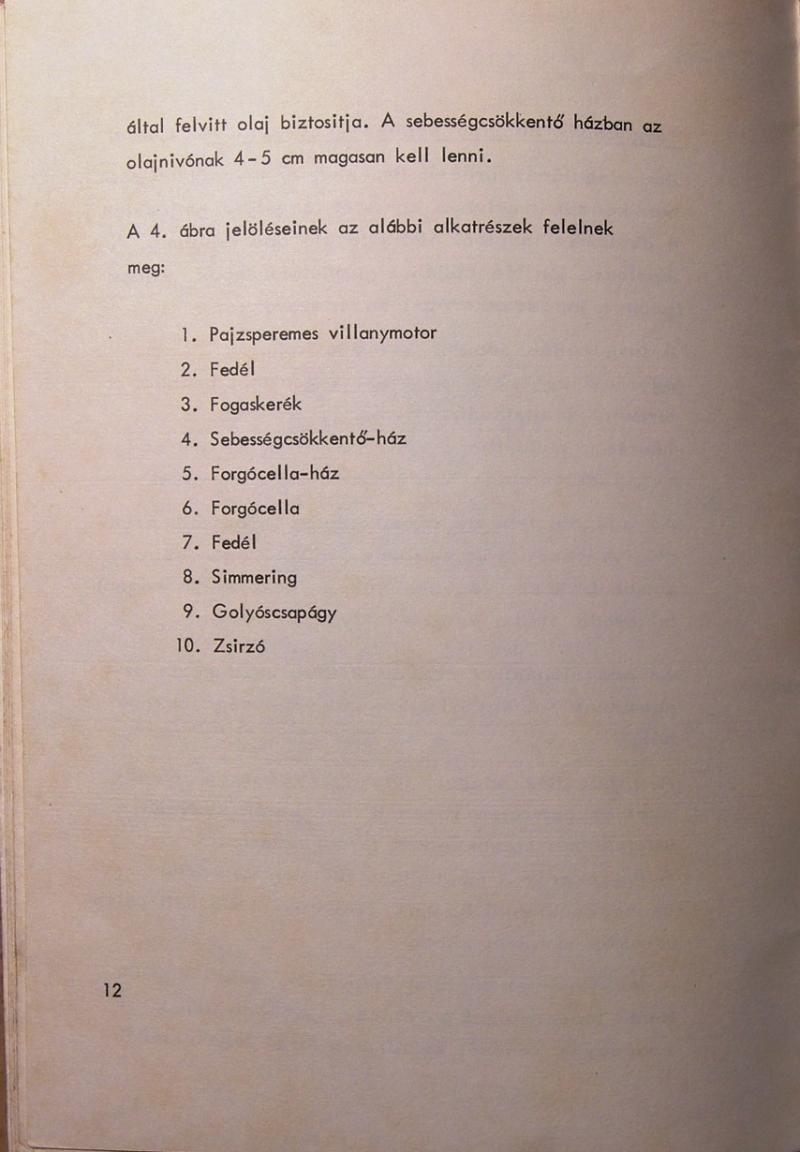 által felvitt olaj biztositja. A sebességcsökkentő házban az
olajnivónak 4-5 cm magasan kell lenni.
A 4. ábra jelöléseinek az alábbi alkatrészek felelnek
meg:
1. Pajzsperemes villanymotor
2. Fedél
3. Fogaskerék
4. Sebességcsökkentő-ház
5. Forgócella-ház
6. Forgócella
7. Fedél
8. Simmering
9. Golyóscsapágy
10. Zsirzó
12